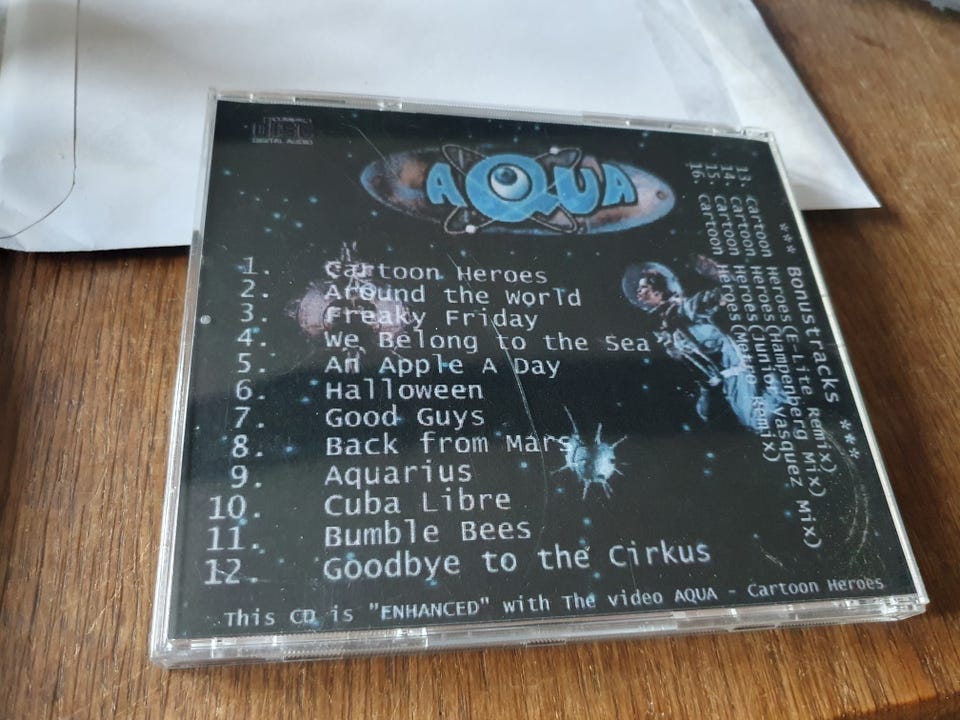 COMPACT
DISC
DIGITAL AUDIO
AQUA
1. Cartoon Heroes
2. Around the World
3. Freaky Friday
4. We Belong to the Sea
5. An Apple A Day
6. Halloween
7. Good Guys
8. Back from Mars
9. Aquarius
10. Cuba Libre
11. Bumble Bees
12. Goodbye to the Cirkus
This CD is "ENHANCED" with The video AQUA - Cartoon Heroes
*** Bonustracks ***
13. Cartoon Heroes(E-Lite Remix)
14. Cartoon Heroes(Hampenberg Mix)
15. Cartoon Heroes(Junior Vasquez Mix)
16. Cartoon Heroes(Metro Remix)